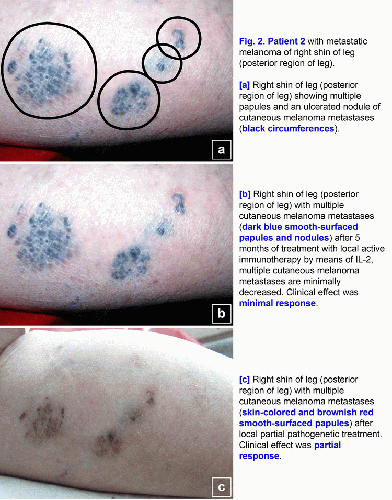 Fig. 2. Patient 2 with metastatic
melanoma of right shin of leg
(posterior region of leg).
[a] Right shin of leg (posterior
region of leg) showing multiple
papules and an ulcerated nodule of
cutaneous melanoma metastases
(black circumferences).
a
[b] Right shin of leg (posterior
region of leg) with multiple
cutaneous melanoma metastases
(dark blue smooth-surfaced
papules and nodules) after 5
months of treatment with local active
immunotherapy by means of IL-2,
multiple cutaneous melanoma
metastases are minimally
decreased. Clinical effect was
minimal response.
b
[c] Right shin of leg (posterior
region of leg) with multiple
cutaneous melanoma metastases
(skin-colored and brownish red
smooth-surfaced papules) after
local partial pathogenetic treatment.
Clinical effect was partial
response.
c